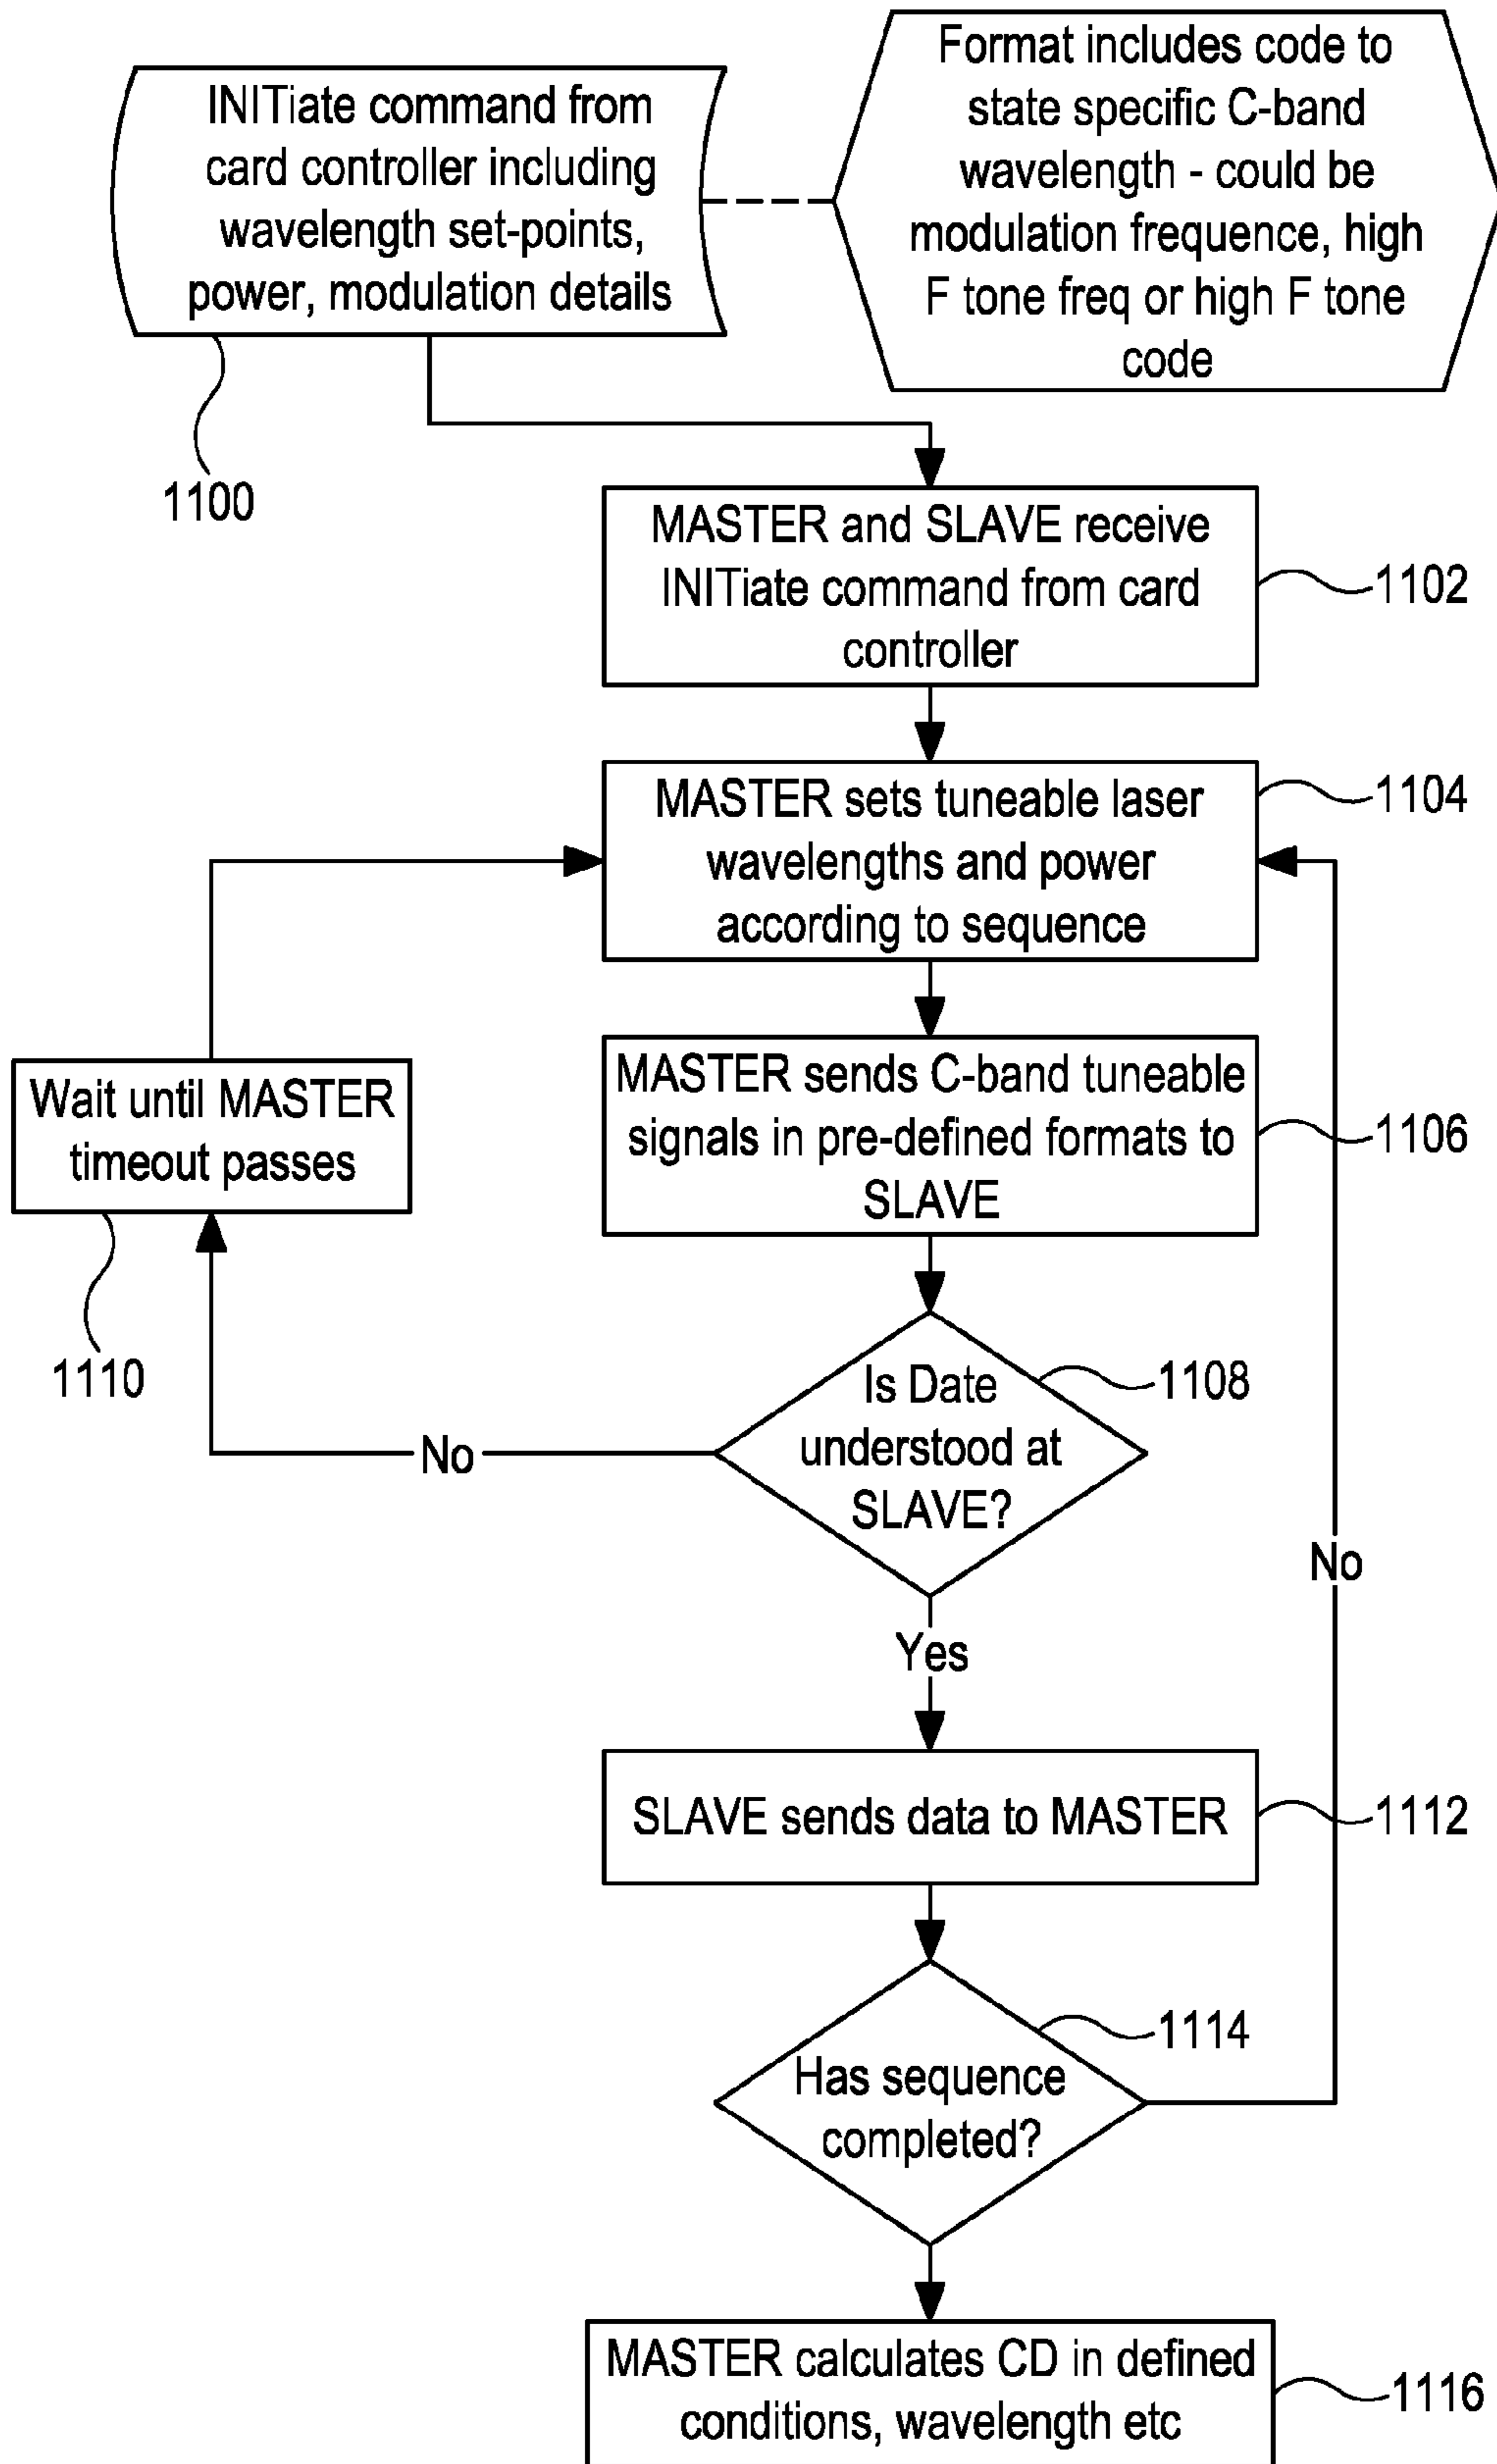 INITiate command from
card controller including
wavelength set-points,
power, modulation details
Format includes code to
state specific C-band
wavelength - could be
modulation frequence, high
F tone freq or high F tone
code
1100
MASTER and SLAVE receive
INITiate command from card
controller
1102
MASTER sets tuneable laser
wavelengths and power
according to sequence
1104
MASTER sends C-band tuneable
signals in pre-defined formats to
SLAVE
1106
Wait until MASTER
timeout passes
1110
Is Date
understood at
SLAVE?
1108
No
Yes
No
SLAVE sends data to MASTER
1112
Has sequence
completed?
1114
MASTER calculates CD in defined
conditions, wavelength etc
1116